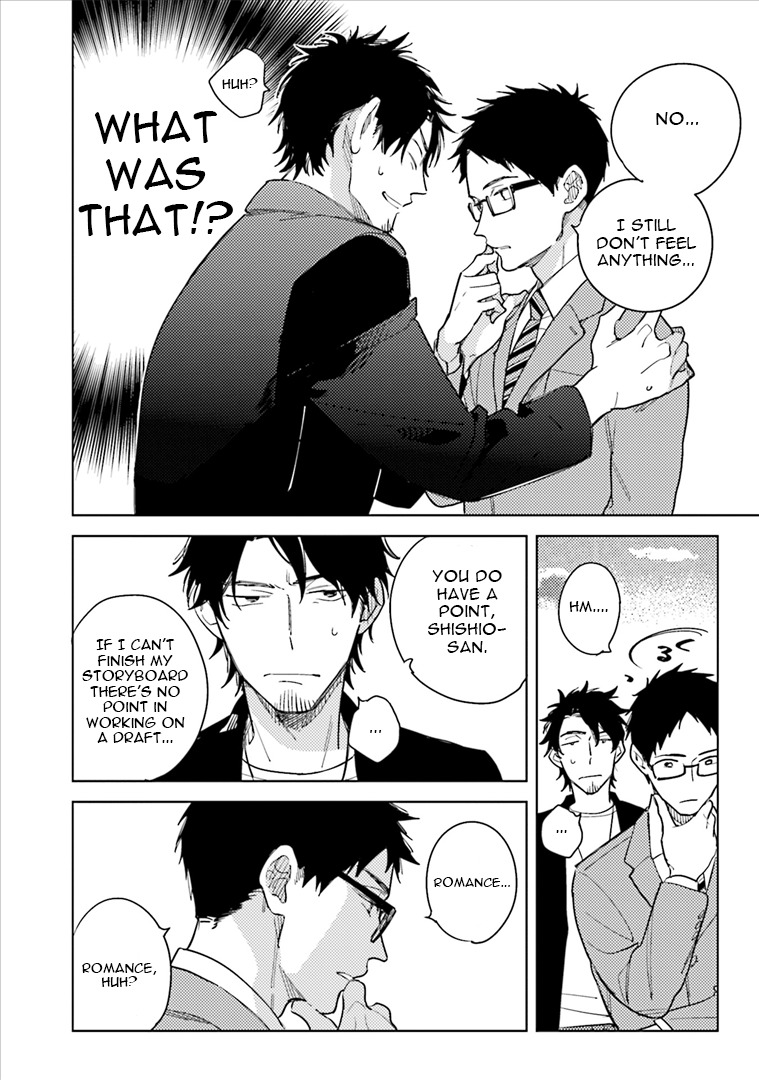 NO...
I STILL
DON'T FEEL
ANYTHING...
HUH?
WHAT
WAS
THAT!?
HM....
...
YOU DO
HAVE A
POINT,
SHISHIO-
SAN.
...
IF I CAN'T
FINISH MY
STORYBOARD
THERE'S NO
POINT IN
WORKING ON
A DRAFT...
ROMANCE...
ROMANCE,
HUH?